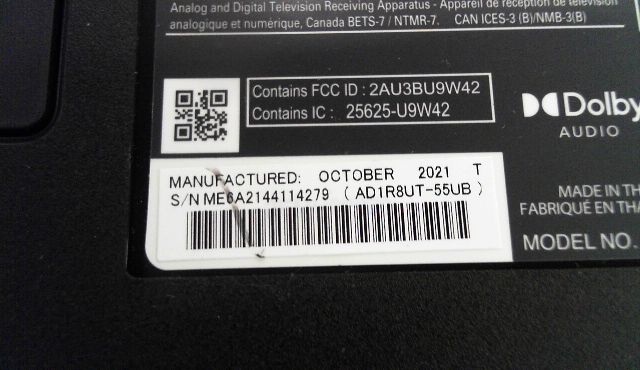 Analog and Digital Television Receiving Apparatus - Appareil de réception de télévision
analogique et numérique, Canada BETS-7 / NTMR-7. CAN ICES-3 (B)/NMB-3(B)
Contains FCC ID : 2AU3BU9W42
Contains IC : 25625-U9W42
Dolby
AUDIO
MANUFACTURED: OCTOBER 2021 T
S/N ME6A2144114279 ( AD1R8UT-55UB )
MADE IN TH
FABRIQUÉ EN THA
MODEL NO.